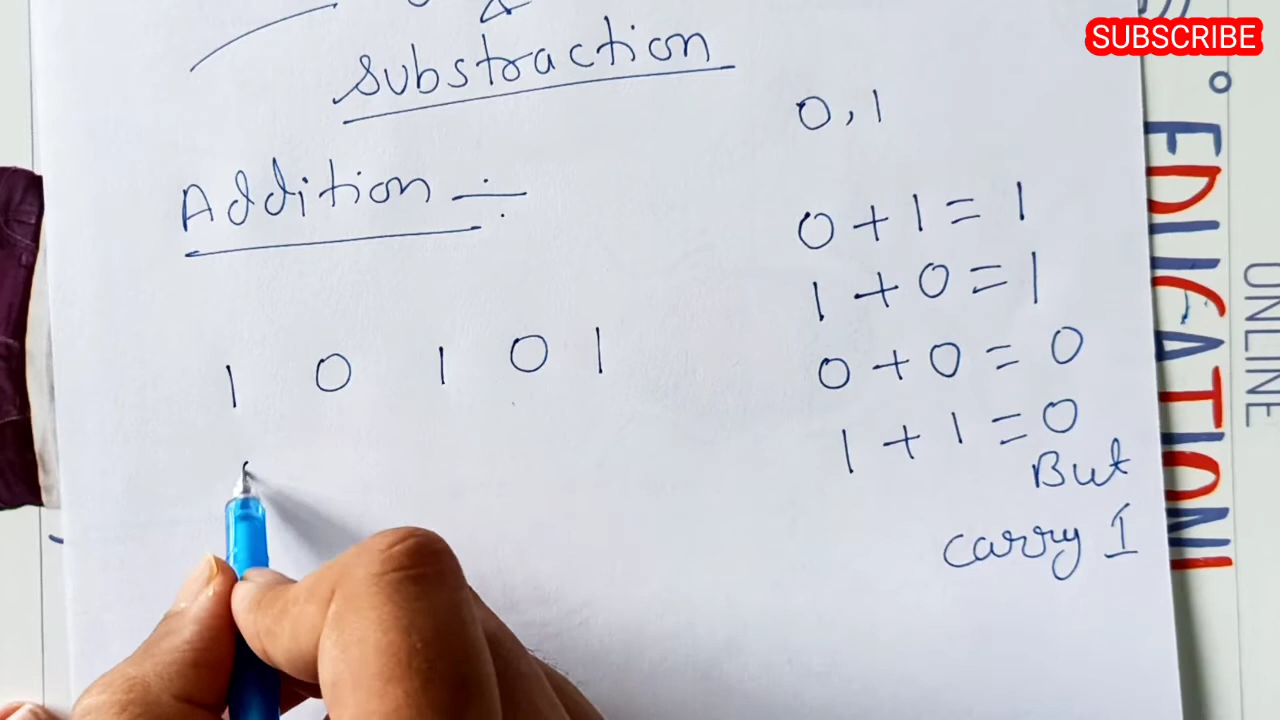 SUBSCRIBE
substraction
0,1
Addition :-
0+1=1
1+0=1
0+0=0
1+1=0
But
carry 1
1 0 1 0 1
EDUCATION
ONLINE